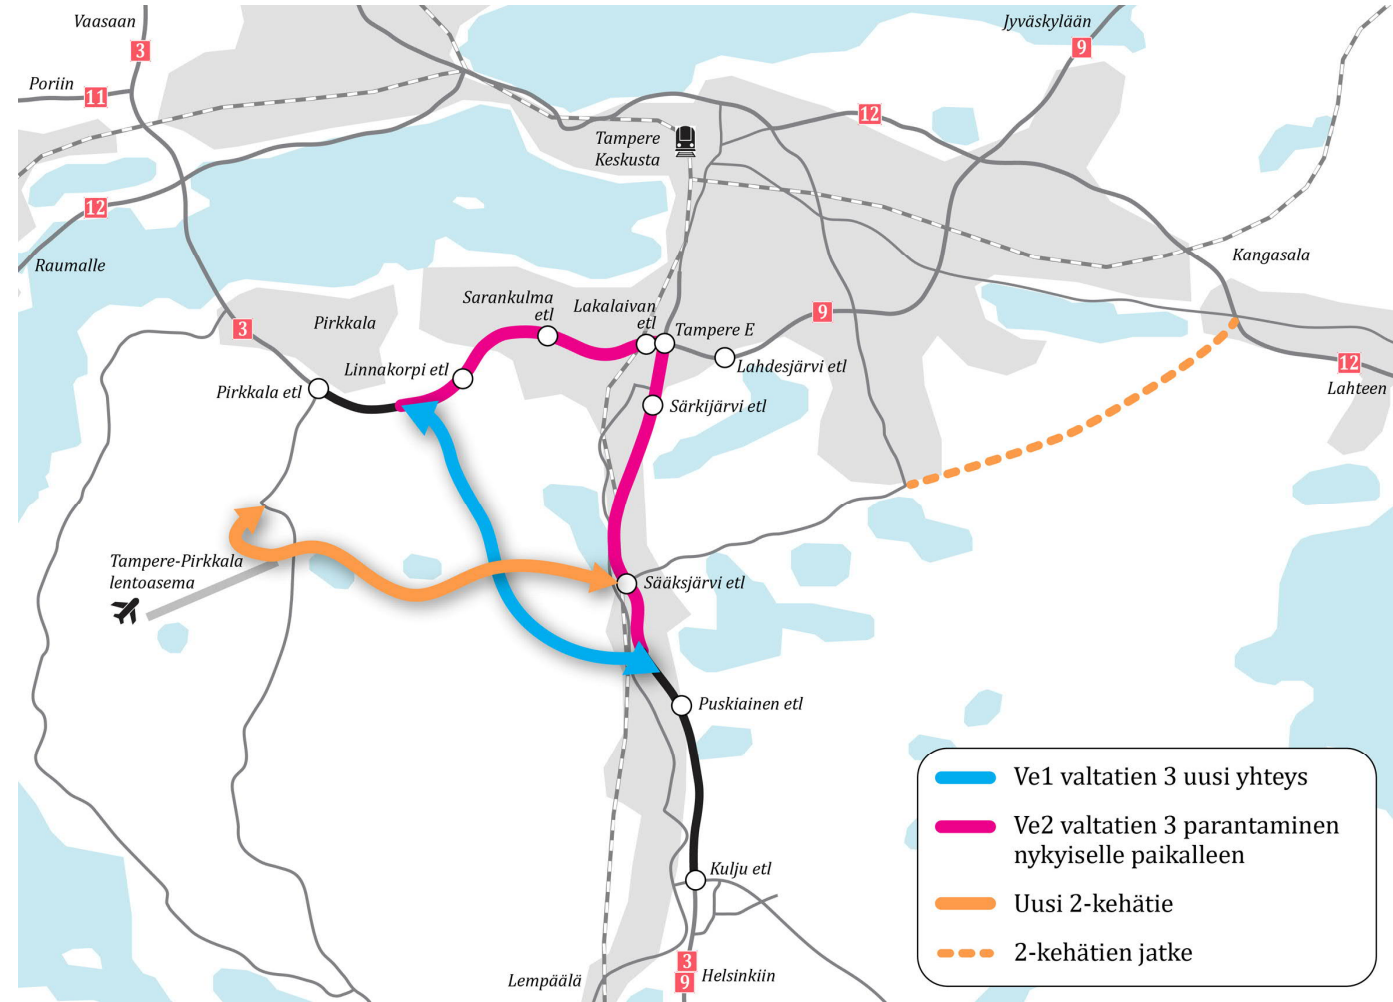 Vaasaan
3
Jyväskylään
9
Poriin
11
12
Tampere
Keskusta
12
Raumalle
Kangasala
Sarankulma
etl
Lakalaivan
etl
Pirkkala
3
9
Tampere E
Linnakorpi etl
Lahdesjärvi etl
12
Pirkkala etl
Lahteen
Särkijärvi etl
Tampere-Pirkkala
lentoasema
Sääksjärvi etl
Puskiainen etl
Ve1 valtatien 3 uusi yhteys
Ve2 valtatien 3 parantaminen
nykyiselle paikalleen
Kulju etl
Uusi 2-kehätie
2-kehätien jatke
3
Lempäälä
9
Helsinkiin